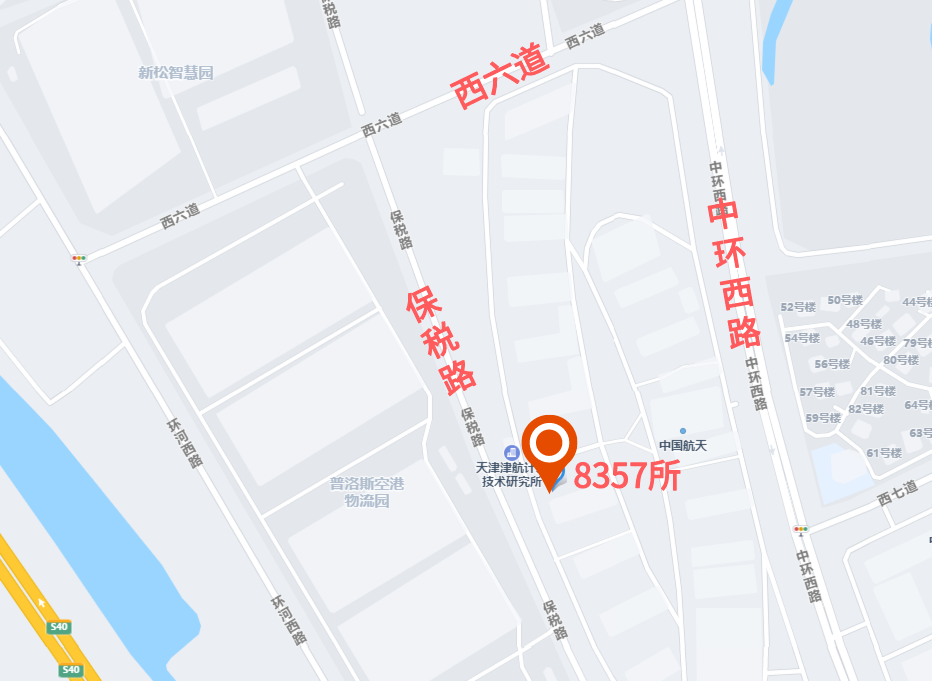 保税路
西六道
西六道
新松智慧园
西六道
中环西路
西六道
保税路
中环西路
保税路
52号楼
50号楼
44号楼
54号楼
48号楼
46号楼
79号楼
56号楼
80号楼
中环西路
57号楼
81号楼
64号楼
59号楼
82号楼
63号
61号楼
环河西路
保税路
中国航天
天津津航计
技术研究所
8357所
普洛斯空港
物流园
西七道
中环西路
环河西路
保税路
S40
S40